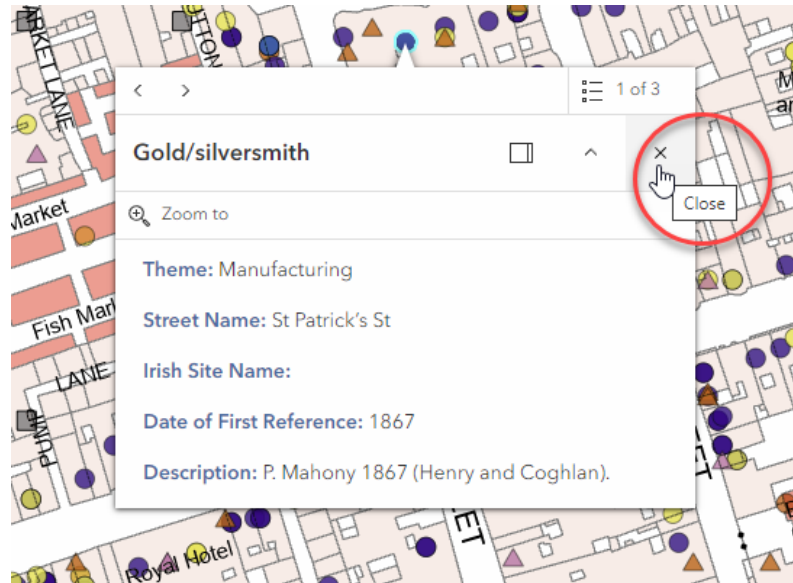 MARKET LANE
1 of 3
Gold/silversmith
Close
Zoom to
Market
Theme: Manufacturing
Street Name: St Patrick's St
Fish Mark
Irish Site Name:
LANE
Date of First Reference: 1867
PUMP
Description: P. Mahony 1867 (Henry and Coghlan).
Royal Hotel